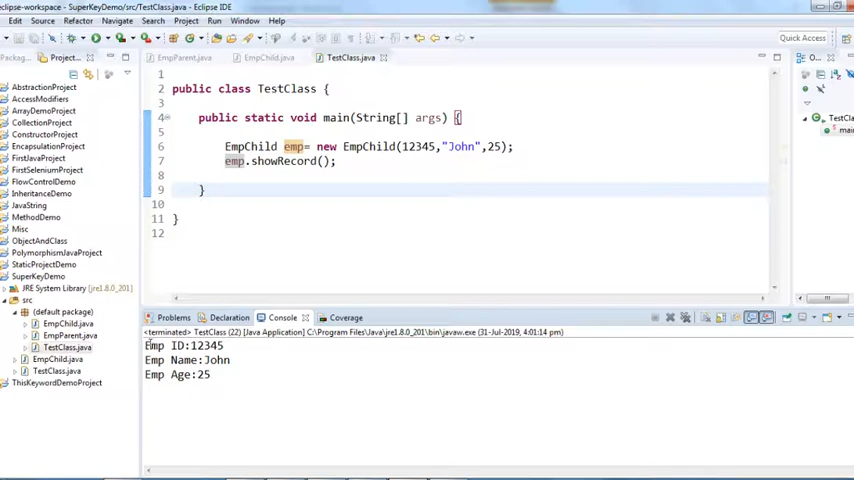 eclipse-workspace - SuperKeyDemo/src/TestClass.java - Eclipse IDE
Edit Source Refactor Navigate Search Project Run Window Help
Quick Access
Packag... Project... EmpParent.java EmpChild.java TestClass.java O...
AbstractionProject
AccessModifiers
ArrayDemoProject
CollectionProject
ConstructorProject
EncapsulationProject
FirstJavaProject
FirstSeleniumProject
FlowControlDemo
InheritanceDemo
JavaString
MethodDemo
Misc
ObjectAndClass
PolymorphismJavaProject
StaticProjectDemo
SuperKeyDemo
JRE System Library [jre1.8.0_201]
src
(default package)
EmpChild.java
EmpParent.java
TestClass.java
EmpChild.java
TestClass.java
ThisKeywordDemoProject
1
2 public class TestClass {
3
4 public static void main(String[] args) {
5
6 EmpChild emp= new EmpChild(12345,"John",25);
7 emp.showRecord();
8
9 }
10
11 }
12
TestCla
mai
Problems Declaration Console Coverage
<terminated> TestClass (22) [Java Application] C:\Program Files\Java\jre1.8.0_201\bin\javaw.exe (31-Jul-2019, 4:01:14 pm)
Emp ID:12345
Emp Name:John
Emp Age:25